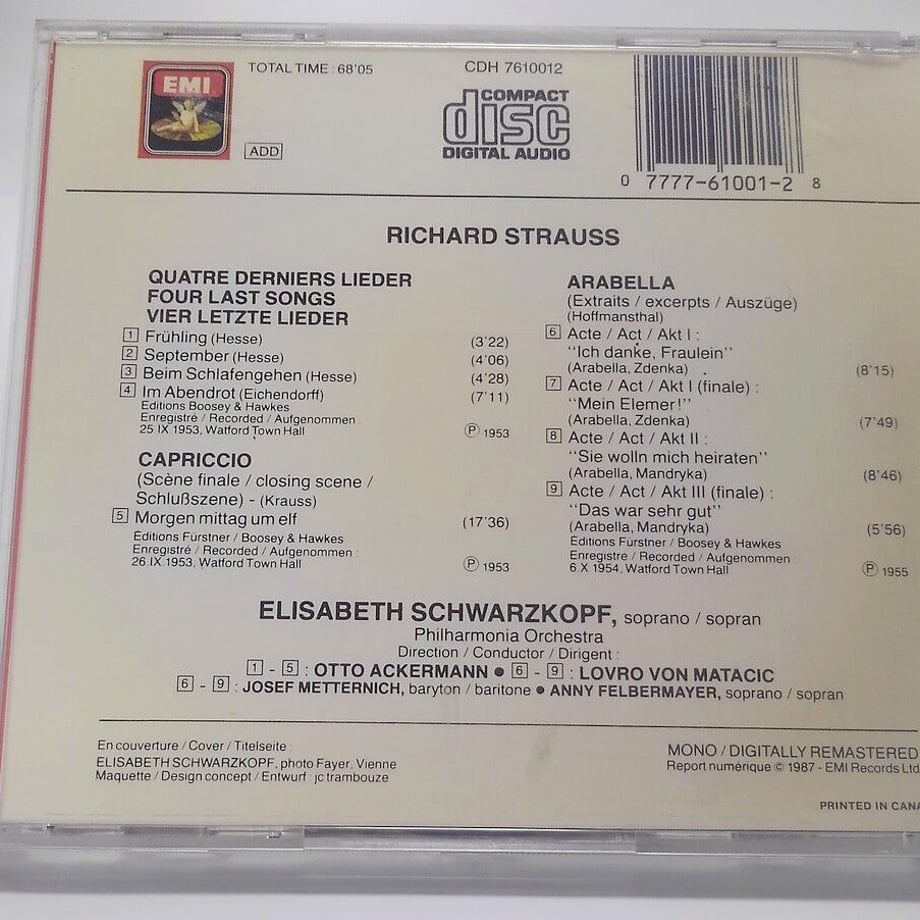 EMI
TOTAL TIME : 68'05
CDH 7610012
ADD
COMPACT
disc
DIGITAL AUDIO
0 7777-61001-2 8
RICHARD STRAUSS
QUATRE DERNIERS LIEDER
FOUR LAST SONGS
VIER LETZTE LIEDER
1 Frühling (Hesse) (3'22)
2 September (Hesse) (4'06)
3 Beim Schlafengehen (Hesse) (4'28)
4 Im Abendrot (Eichendorff) (7'11)
Editions Boosey & Hawkes
Enregistré / Recorded / Aufgenommen :
25 IX 1953, Watford Town Hall ℗ 1953
CAPRICCIO
(Scène finale / closing scene /
Schlußszene) - (Krauss)
5 Morgen mittag um elf (17'36)
Éditions Fürstner / Boosey & Hawkes
Enregistré / Recorded / Aufgenommen :
26 IX 1953, Watford Town Hall ℗ 1953
ARABELLA
(Extraits / excerpts / Auszüge)
(Hoffmansthal)
6 Acte / Act / Akt I :
"Ich danke, Fraulein"
(Arabella, Zdenka) (8'15)
7 Acte / Act / Akt I (finale) :
"Mein Elemer!"
(Arabella, Zdenka) (7'49)
8 Acte / Act / Akt II :
"Sie wolln mich heiraten"
(Arabella, Mandryka) (8'46)
9 Acte / Act / Akt III (finale) :
"Das war sehr gut"
(Arabella, Mandryka) (5'56)
Éditions Fürstner / Boosey & Hawkes
Enregistré / Recorded / Aufgenommen :
6 X 1954, Watford Town Hall ℗ 1955
ELISABETH SCHWARZKOPF, soprano / sopran
Philharmonia Orchestra
Direction / Conductor / Dirigent :
1 - 5 : OTTO ACKERMANN ● 6 - 9 : LOVRO VON MATACIC
6 - 9 : JOSEF METTERNICH, baryton / baritone ● ANNY FELBERMAYER, soprano / sopran
En couverture / Cover / Titelseite :
ELISABETH SCHWARZKOPF, photo Fayer, Vienne
Maquette / Design concept / Entwurf : jc trambouze
MONO / DIGITALLY REMASTERED
Report numérique © 1987 - EMI Records Ltd
PRINTED IN CANA